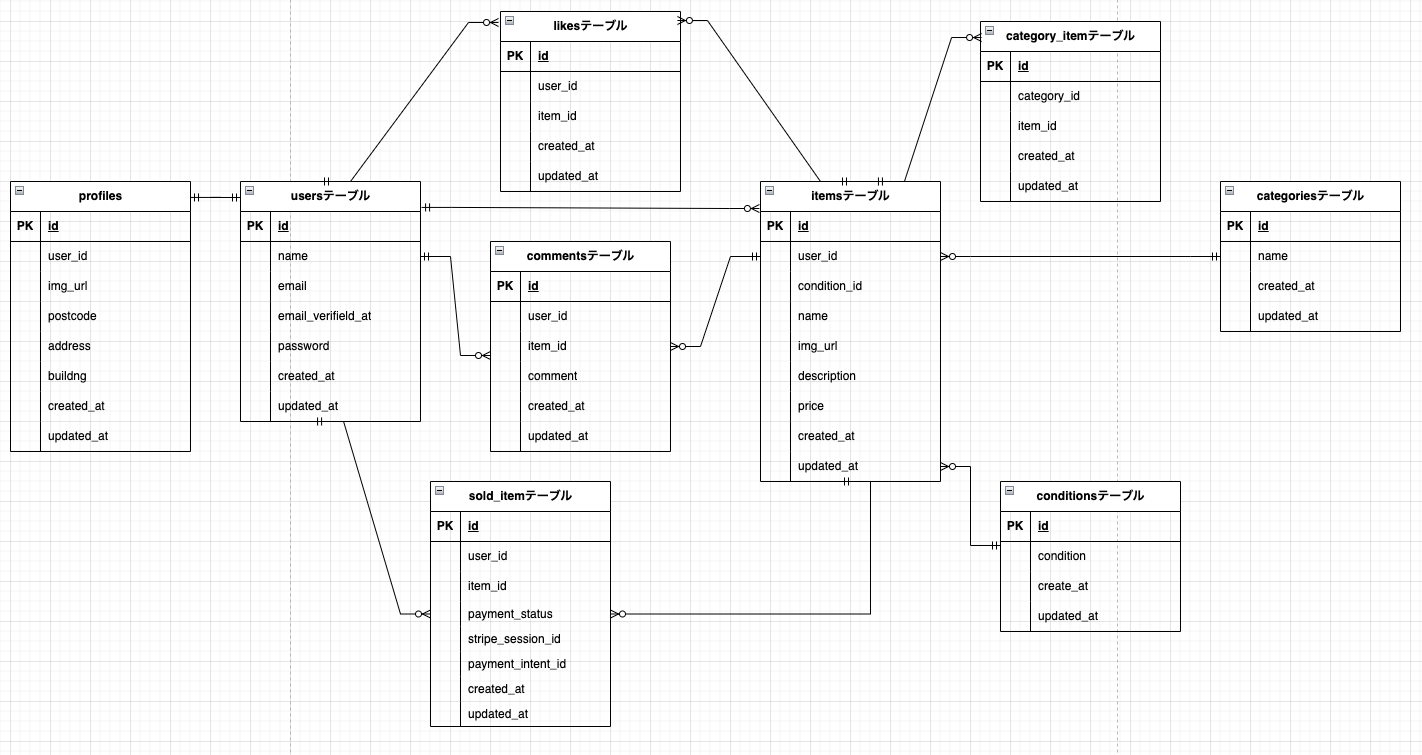 likesテーブル
PK id
user_id
item_id
created_at
updated_at
category_itemテーブル
PK id
category_id
item_id
created_at
updated_at
profiles
PK id
user_id
img_url
postcode
address
buildng
created_at
updated_at
usersテーブル
PK id
name
email
email_verifield_at
password
created_at
updated_at
commentsテーブル
PK id
user_id
item_id
comment
created_at
updated_at
itemsテーブル
PK id
user_id
condition_id
name
img_url
description
price
created_at
updated_at
categoriesテーブル
PK id
name
created_at
updated_at
sold_itemテーブル
PK id
user_id
item_id
payment_status
stripe_session_id
payment_intent_id
created_at
updated_at
conditionsテーブル
PK id
condition
create_at
updated_at